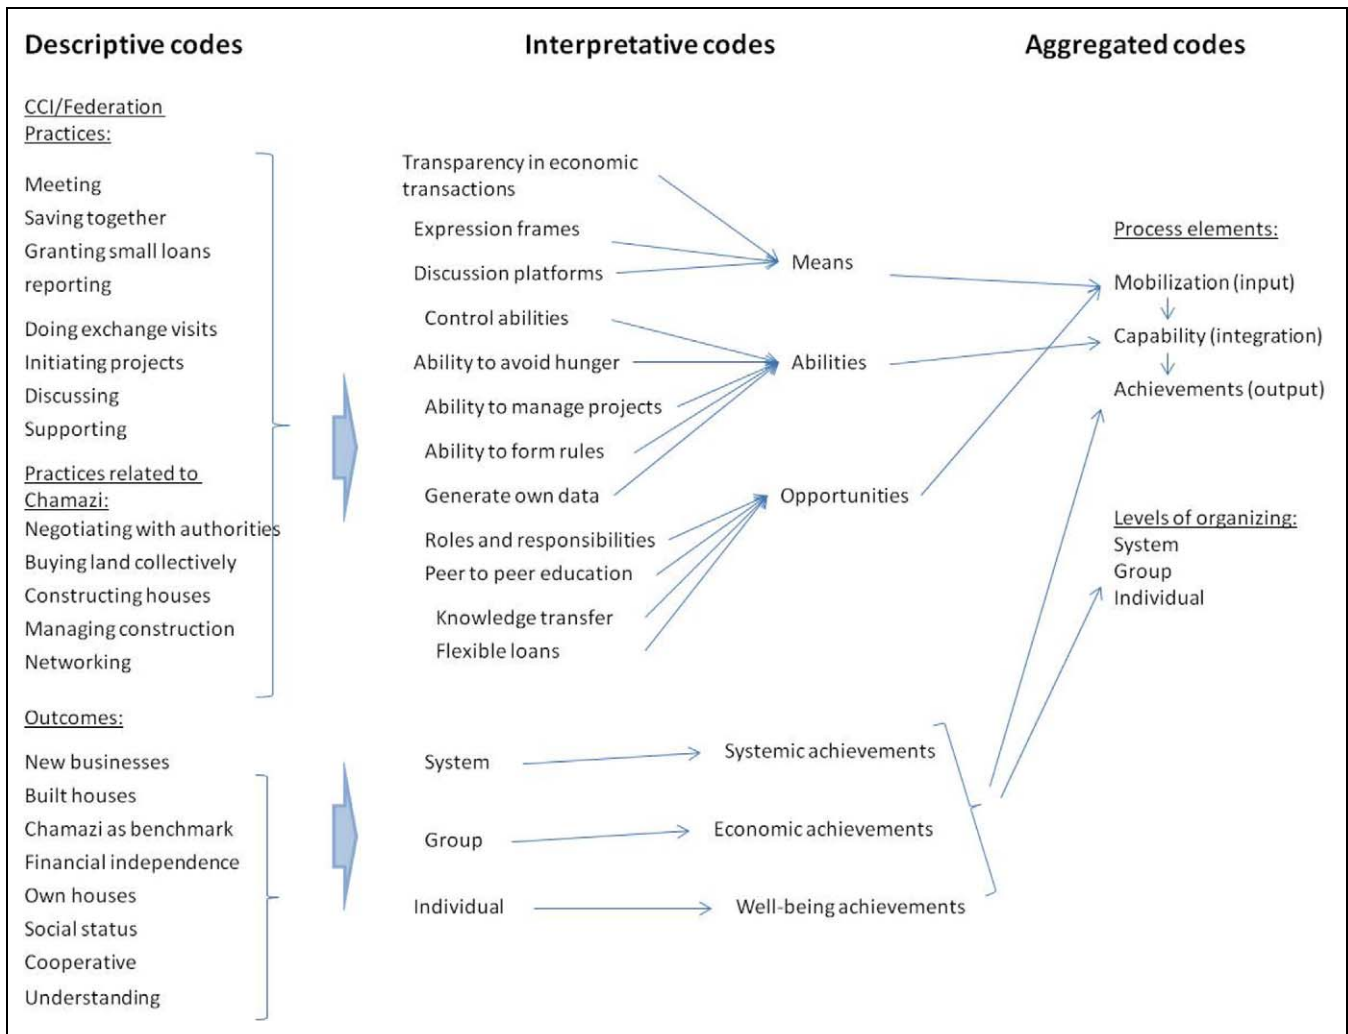 Descriptive codes
Interpretative codes
Aggregated codes
CCI/Federation
Practices:
Meeting
Saving together
Granting small loans
reporting
Doing exchange visits
Initiating projects
Discussing
Supporting
Practices related to
Chamazi:
Negotiating with authorities
Buying land collectively
Constructing houses
Managing construction
Networking
Outcomes:
New businesses
Built houses
Chamazi as benchmark
Financial independence
Own houses
Social status
Cooperative
Understanding
Transparency in economic
transactions
Expression frames
Discussion platforms
Control abilities
Ability to avoid hunger
Ability to manage projects
Ability to form rules
Generate own data
Roles and responsibilities
Peer to peer education
Knowledge transfer
Flexible loans
Means
Abilities
Opportunities
System
Group
Individual
Systemic achievements
Economic achievements
Well-being achievements
Process elements:
Mobilization (input)
Capability (integration)
Achievements (output)
Levels of organizing:
System
Group
Individual